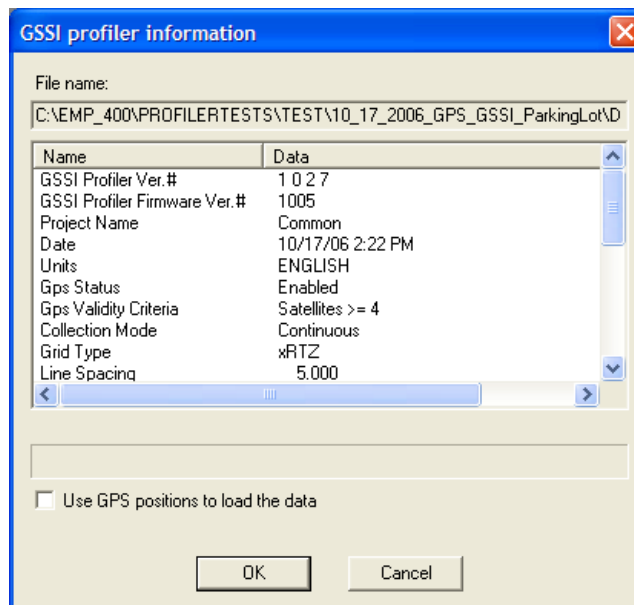 GSSI profiler information
File name:
C:\EMP_400\PROFILERTESTS\TEST\10_17_2006_GPS_GSSI_ParkingLot\D
Name Data
GSSI Profiler Ver.# 1 0 2 7
GSSI Profiler Firmware Ver.# 1005
Project Name Common
Date 10/17/06 2:22 PM
Units ENGLISH
Gps Status Enabled
Gps Validity Criteria Satellites >= 4
Collection Mode Continuous
Grid Type xRTZ
Line Spacing 5.000
Use GPS positions to load the data
OK Cancel